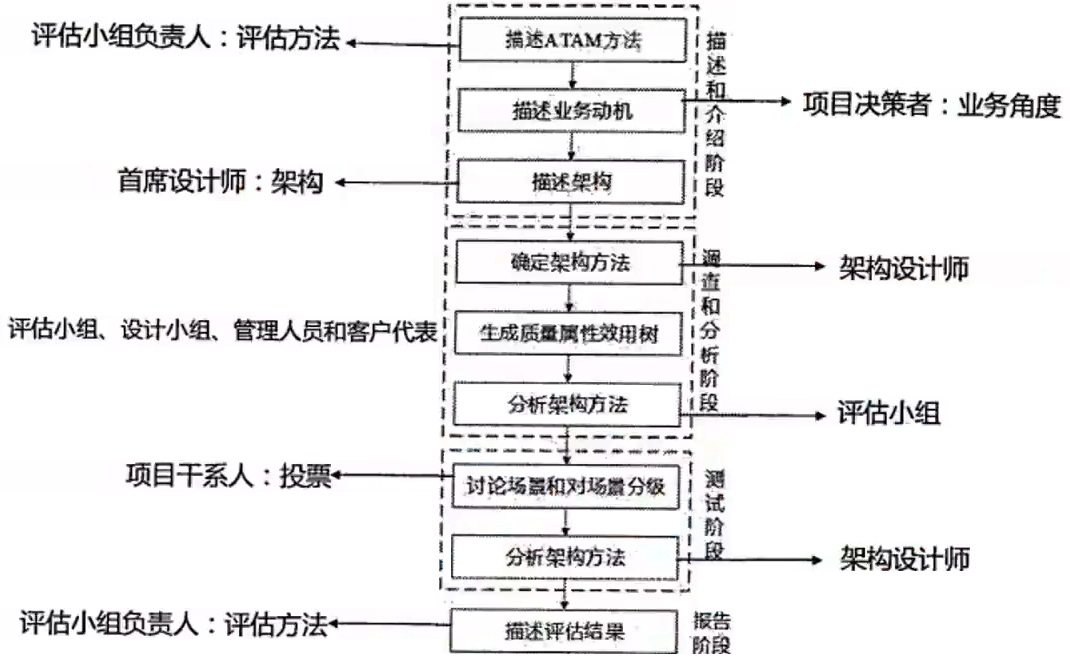 评估小组负责人：评估方法
描述ATAM方法
描述业务动机
项目决策者：业务角度
首席设计师：架构
描述架构
描述和介绍阶段
确定架构方法
架构设计师
评估小组、设计小组、管理人员和客户代表
生成质量属性效用树
分析架构方法
评估小组
调查和分析阶段
项目干系人：投票
讨论场景和对场景分级
分析架构方法
架构设计师
测试阶段
评估小组负责人：评估方法
描述评估结果
报告
阶段